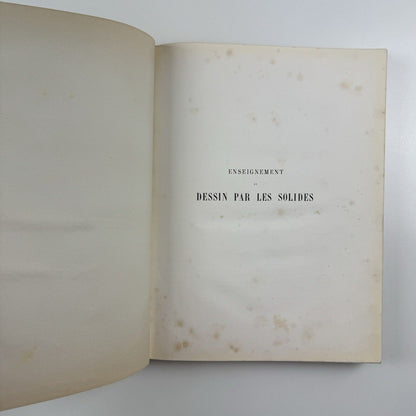 ENSEIGNEMENT
DESSIN PAR LES SOLIDES